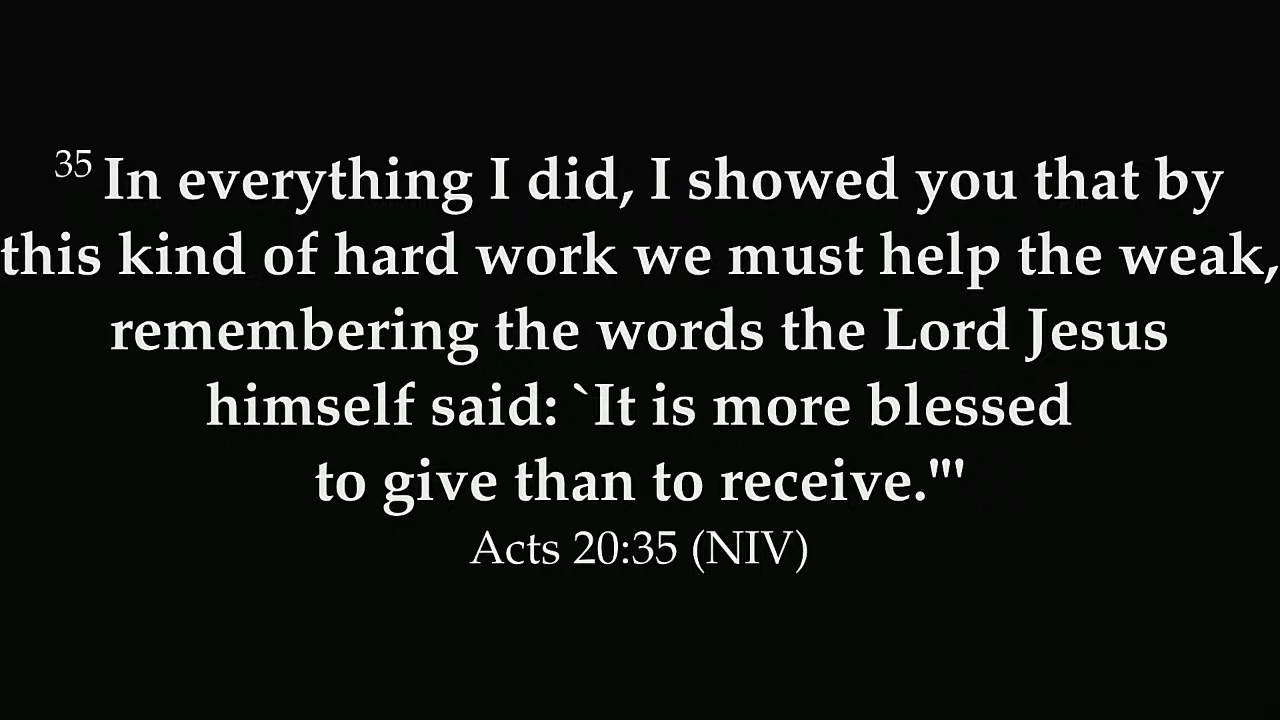 35 In everything I did, I showed you that by
this kind of hard work we must help the weak,
remembering the words the Lord Jesus
himself said: `It is more blessed
to give than to receive."'
Acts 20:35 (NIV)